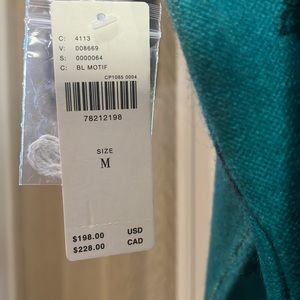 C: 4113
V: 008669
S: 0000064
C: BL MOTIF
CP1085 0004
78212198
SIZE
M
$198.00 USD
$228.00 CAD